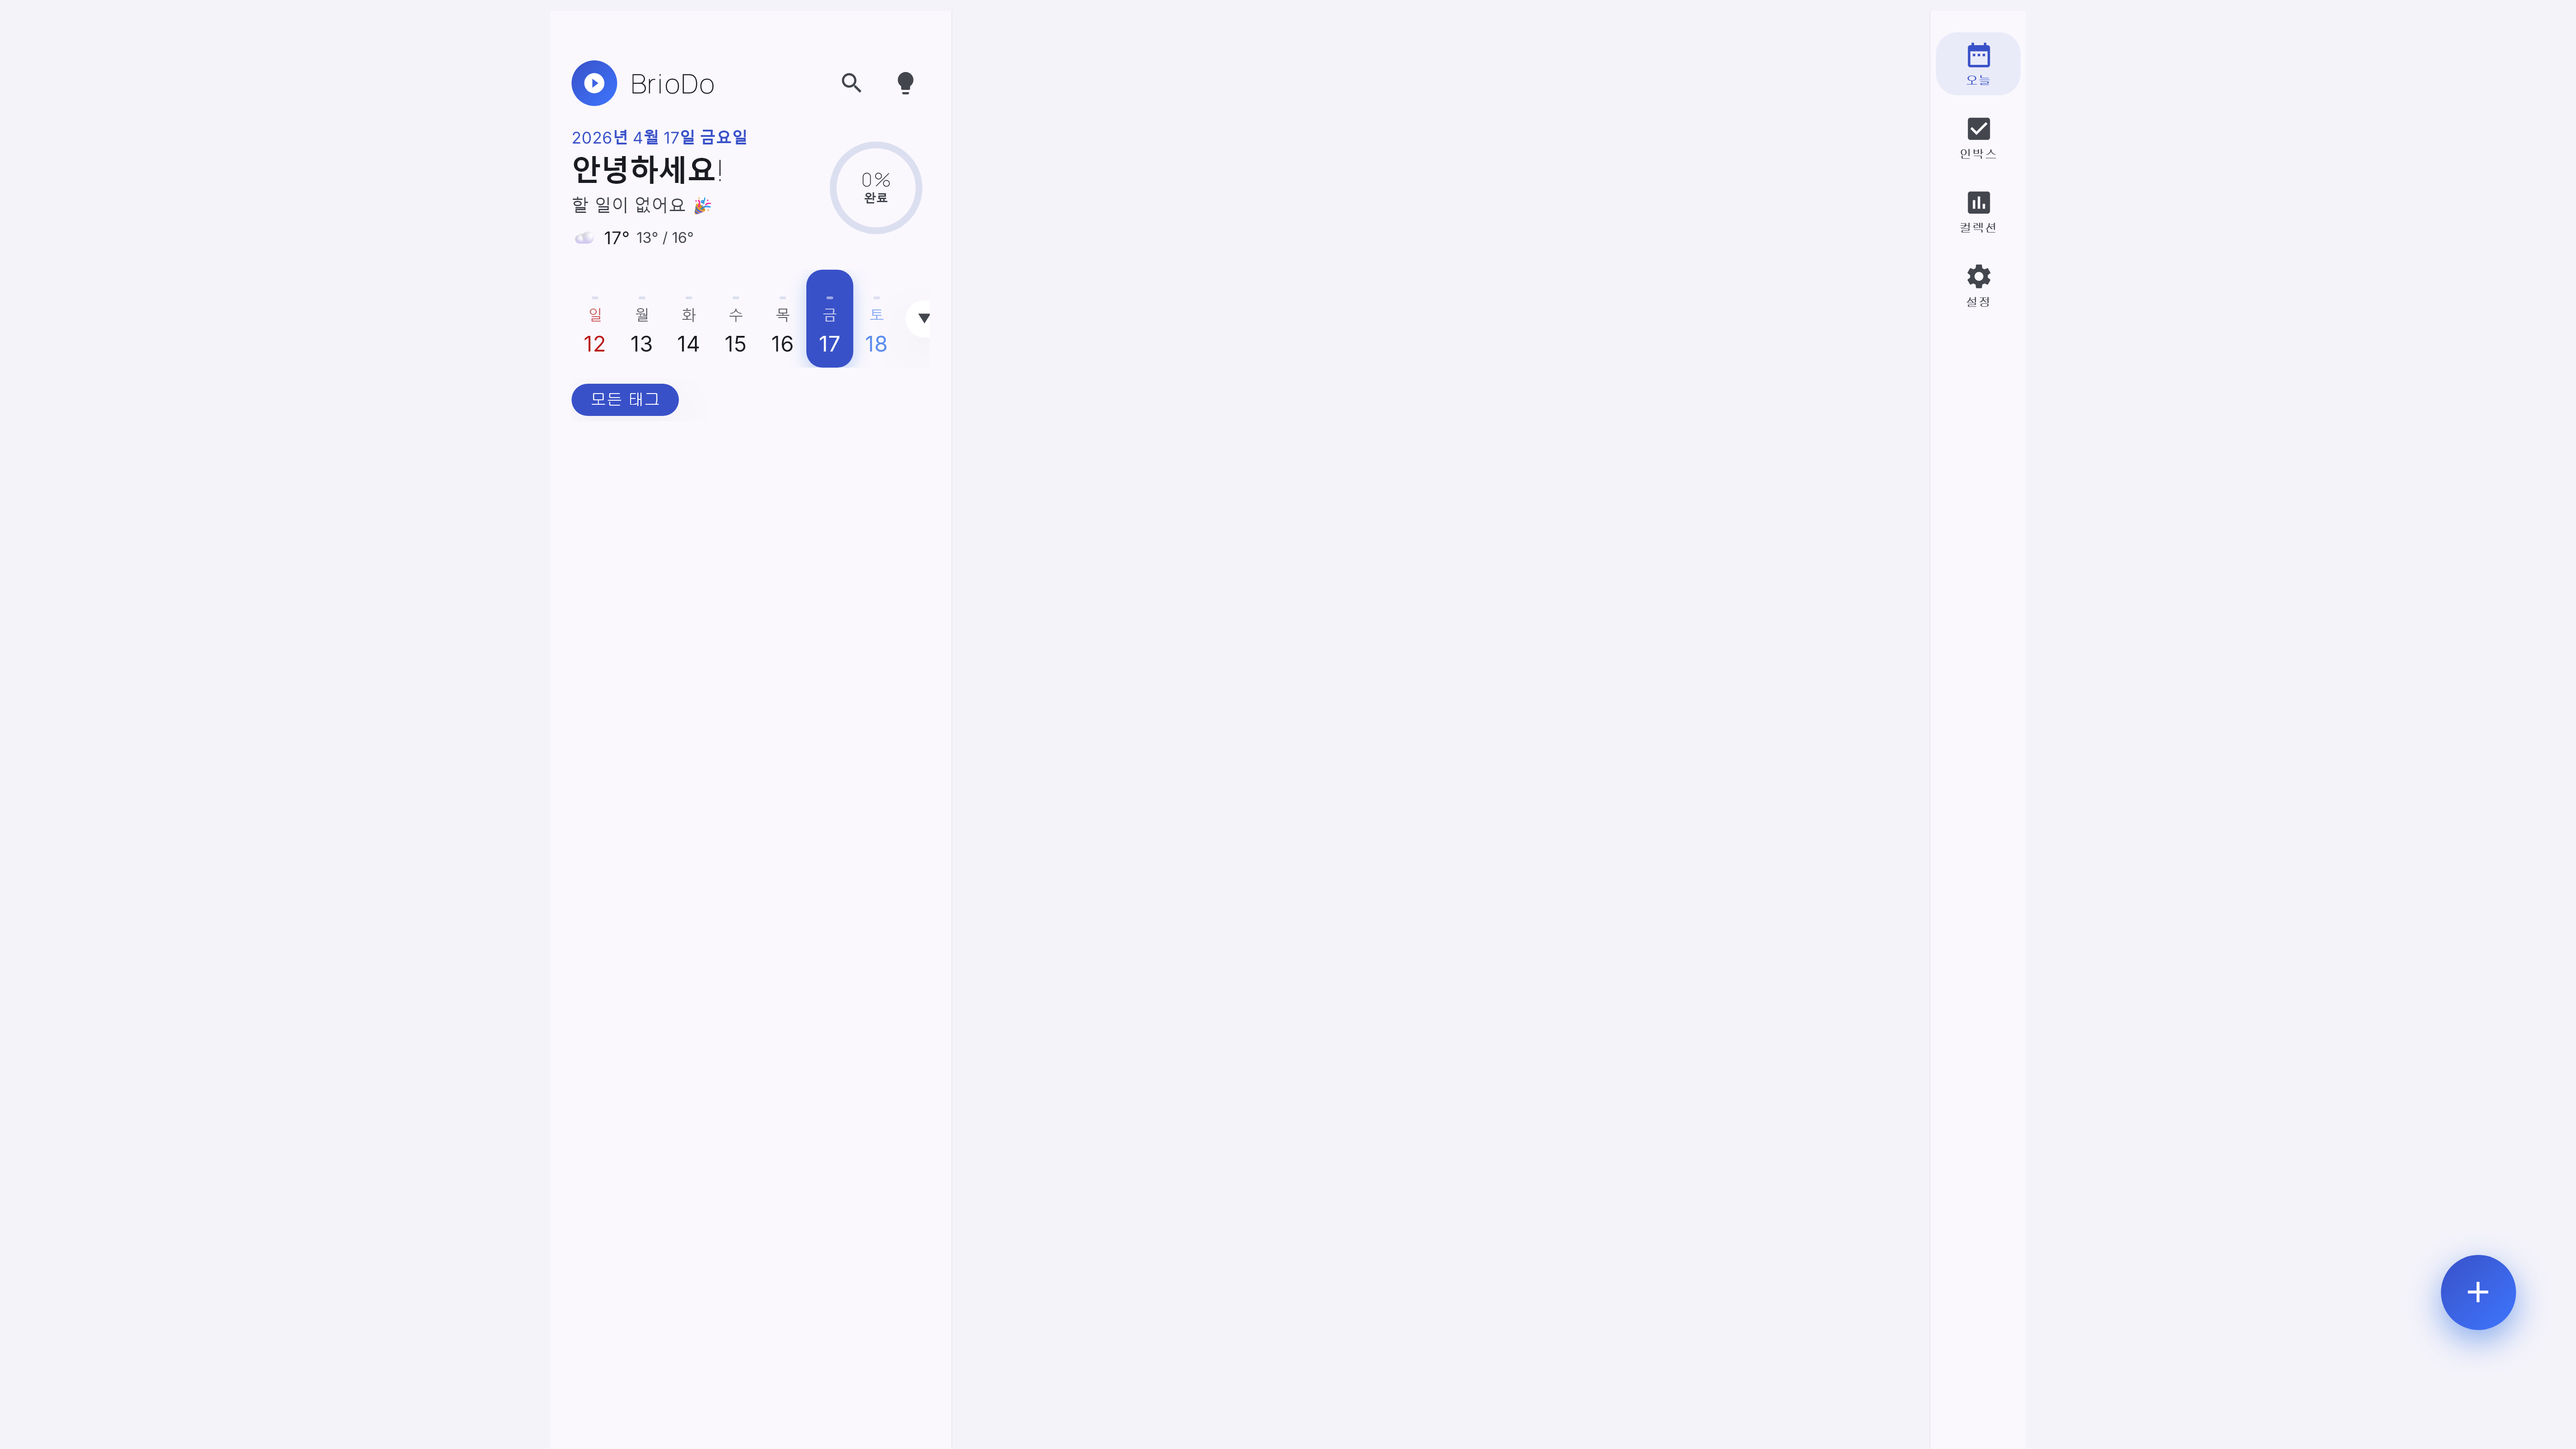 BrioDo
2026년 4월 17일 금요일
안녕하세요!
할 일이 없어요 🎉
17° 13° / 16°
0%
완료
일 월 화 수 목 금 토
12 13 14 15 16 17 18
모든 태그
오늘
인박스
컬렉션
설정